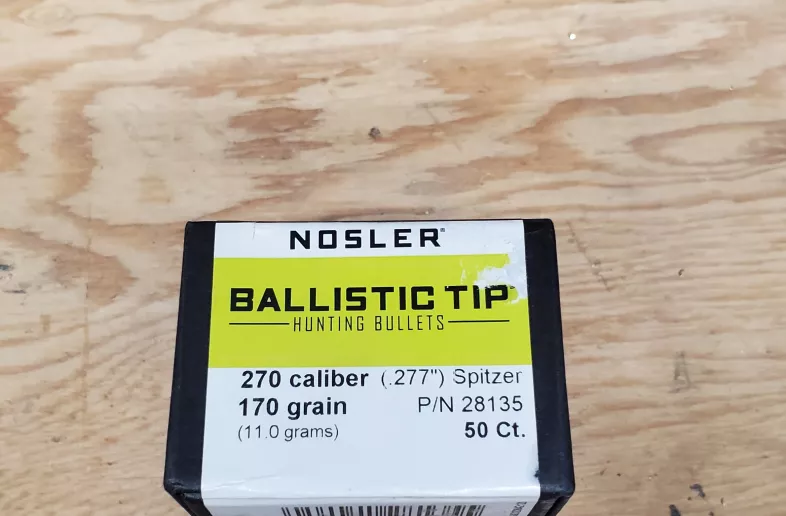 NOSLER®
BALLISTIC TIP
HUNTING BULLETS
270 caliber (.277") Spitzer
170 grain P/N 28135
(11.0 grams) 50 Ct.